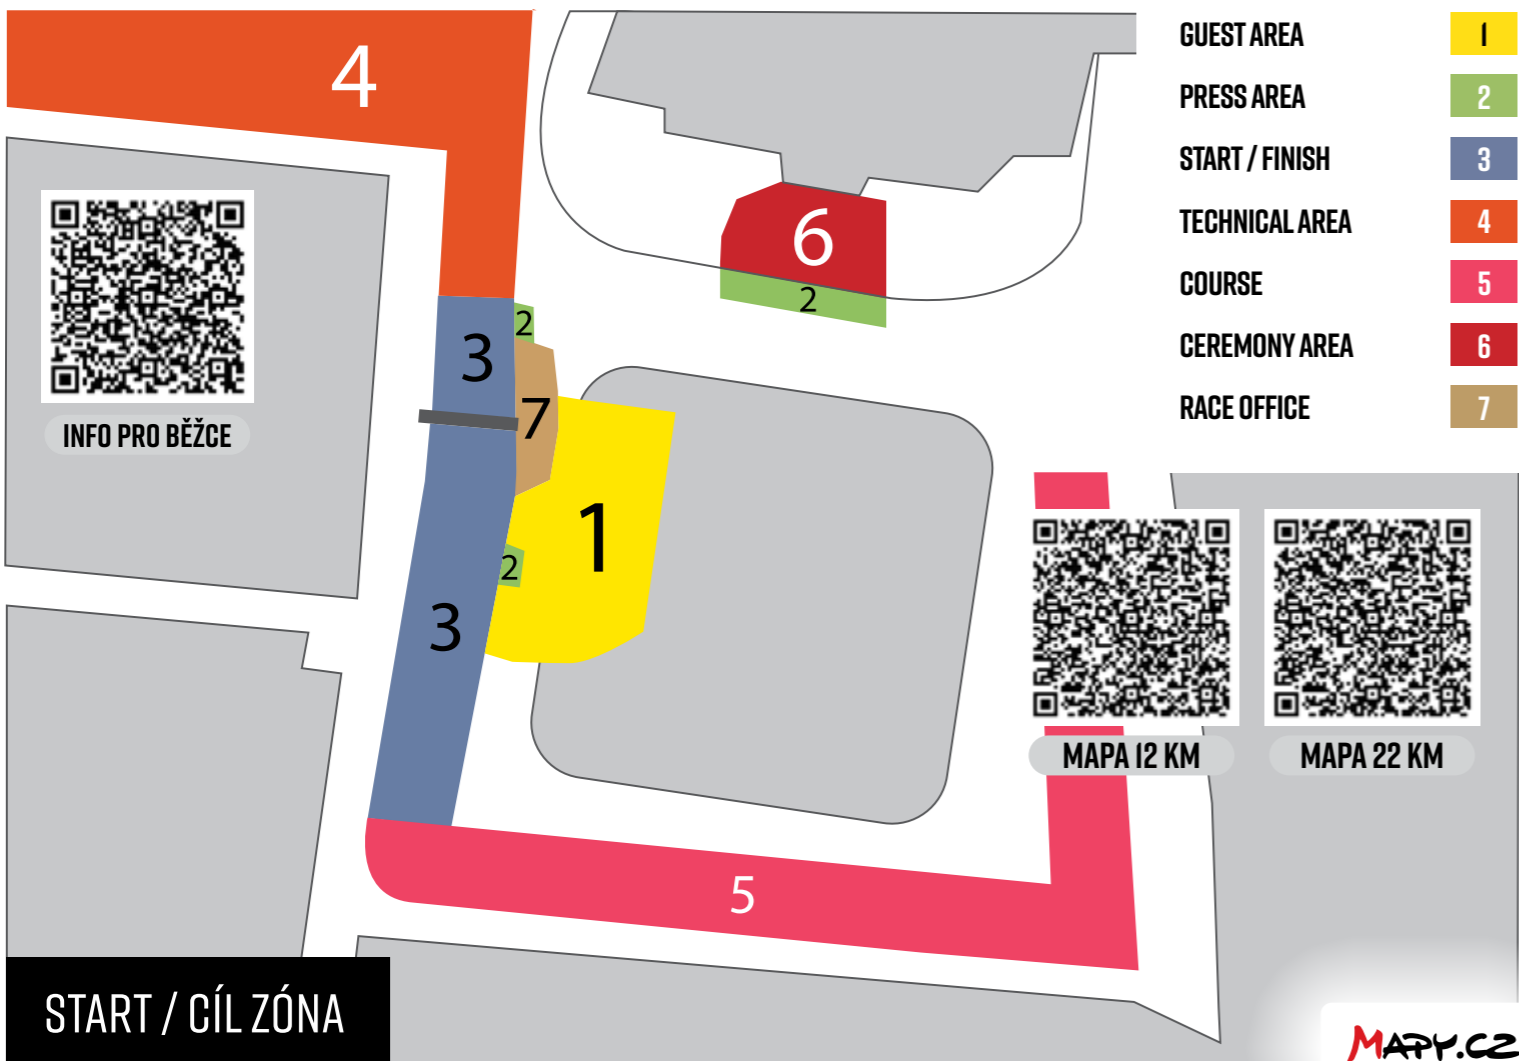 GUEST AREA 1
PRESS AREA 2
START / FINISH 3
TECHNICAL AREA 4
COURSE 5
CEREMONY AREA 6
RACE OFFICE 7
4
6
2
2
3
7
1
2
3
5
INFO PRO BĚŽCE
MAPA 12 KM
MAPA 22 KM
START / CÍL ZÓNA
MAPY.CZ